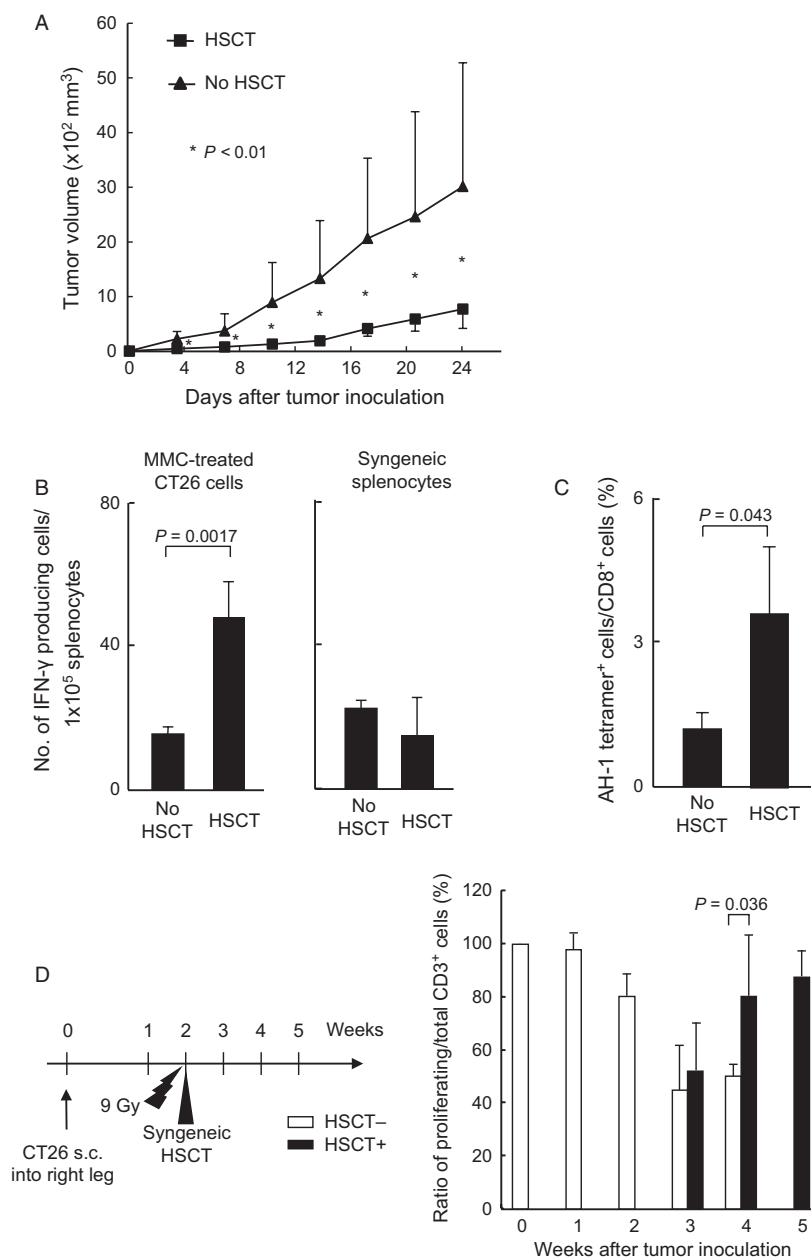 A
60
50
40
30
20
10
0
Tumor volume (x10² mm³)
HSCT
No HSCT
* P < 0.01
*
*
*
*
*
*
*
0 4 8 12 16 20 24
Days after tumor inoculation
B
MMC-treated
CT26 cells
Syngeneic
splenocytes
80
40
0
No. of IFN-γ producing cells/
1x10⁵ splenocytes
P = 0.0017
No
HSCT
HSCT
No
HSCT
HSCT
C
6
3
0
AH-1 tetramer⁺ cells/CD8⁺ cells (%)
P = 0.043
No
HSCT
HSCT
D
0 1 2 3 4 5 Weeks
9 Gy
CT26 s.c.
into right leg
Syngeneic
HSCT
HSCT–
HSCT+
120
100
80
60
40
20
0
Ratio of proliferating/total CD3⁺ cells (%)
P = 0.036
0 1 2 3 4 5
Weeks after tumor inoculation